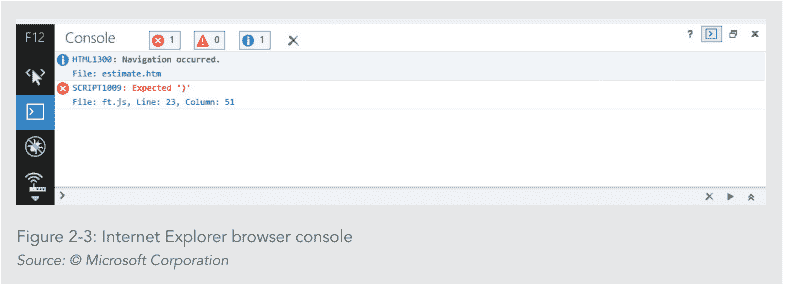 F12 Console 1 0 1 ?
HTML1300: Navigation occurred.
File: estimate.htm
SCRIPT1009: Expected '}'
File: ft.js, Line: 23, Column: 51
Figure 2-3: Internet Explorer browser console
Source: © Microsoft Corporation